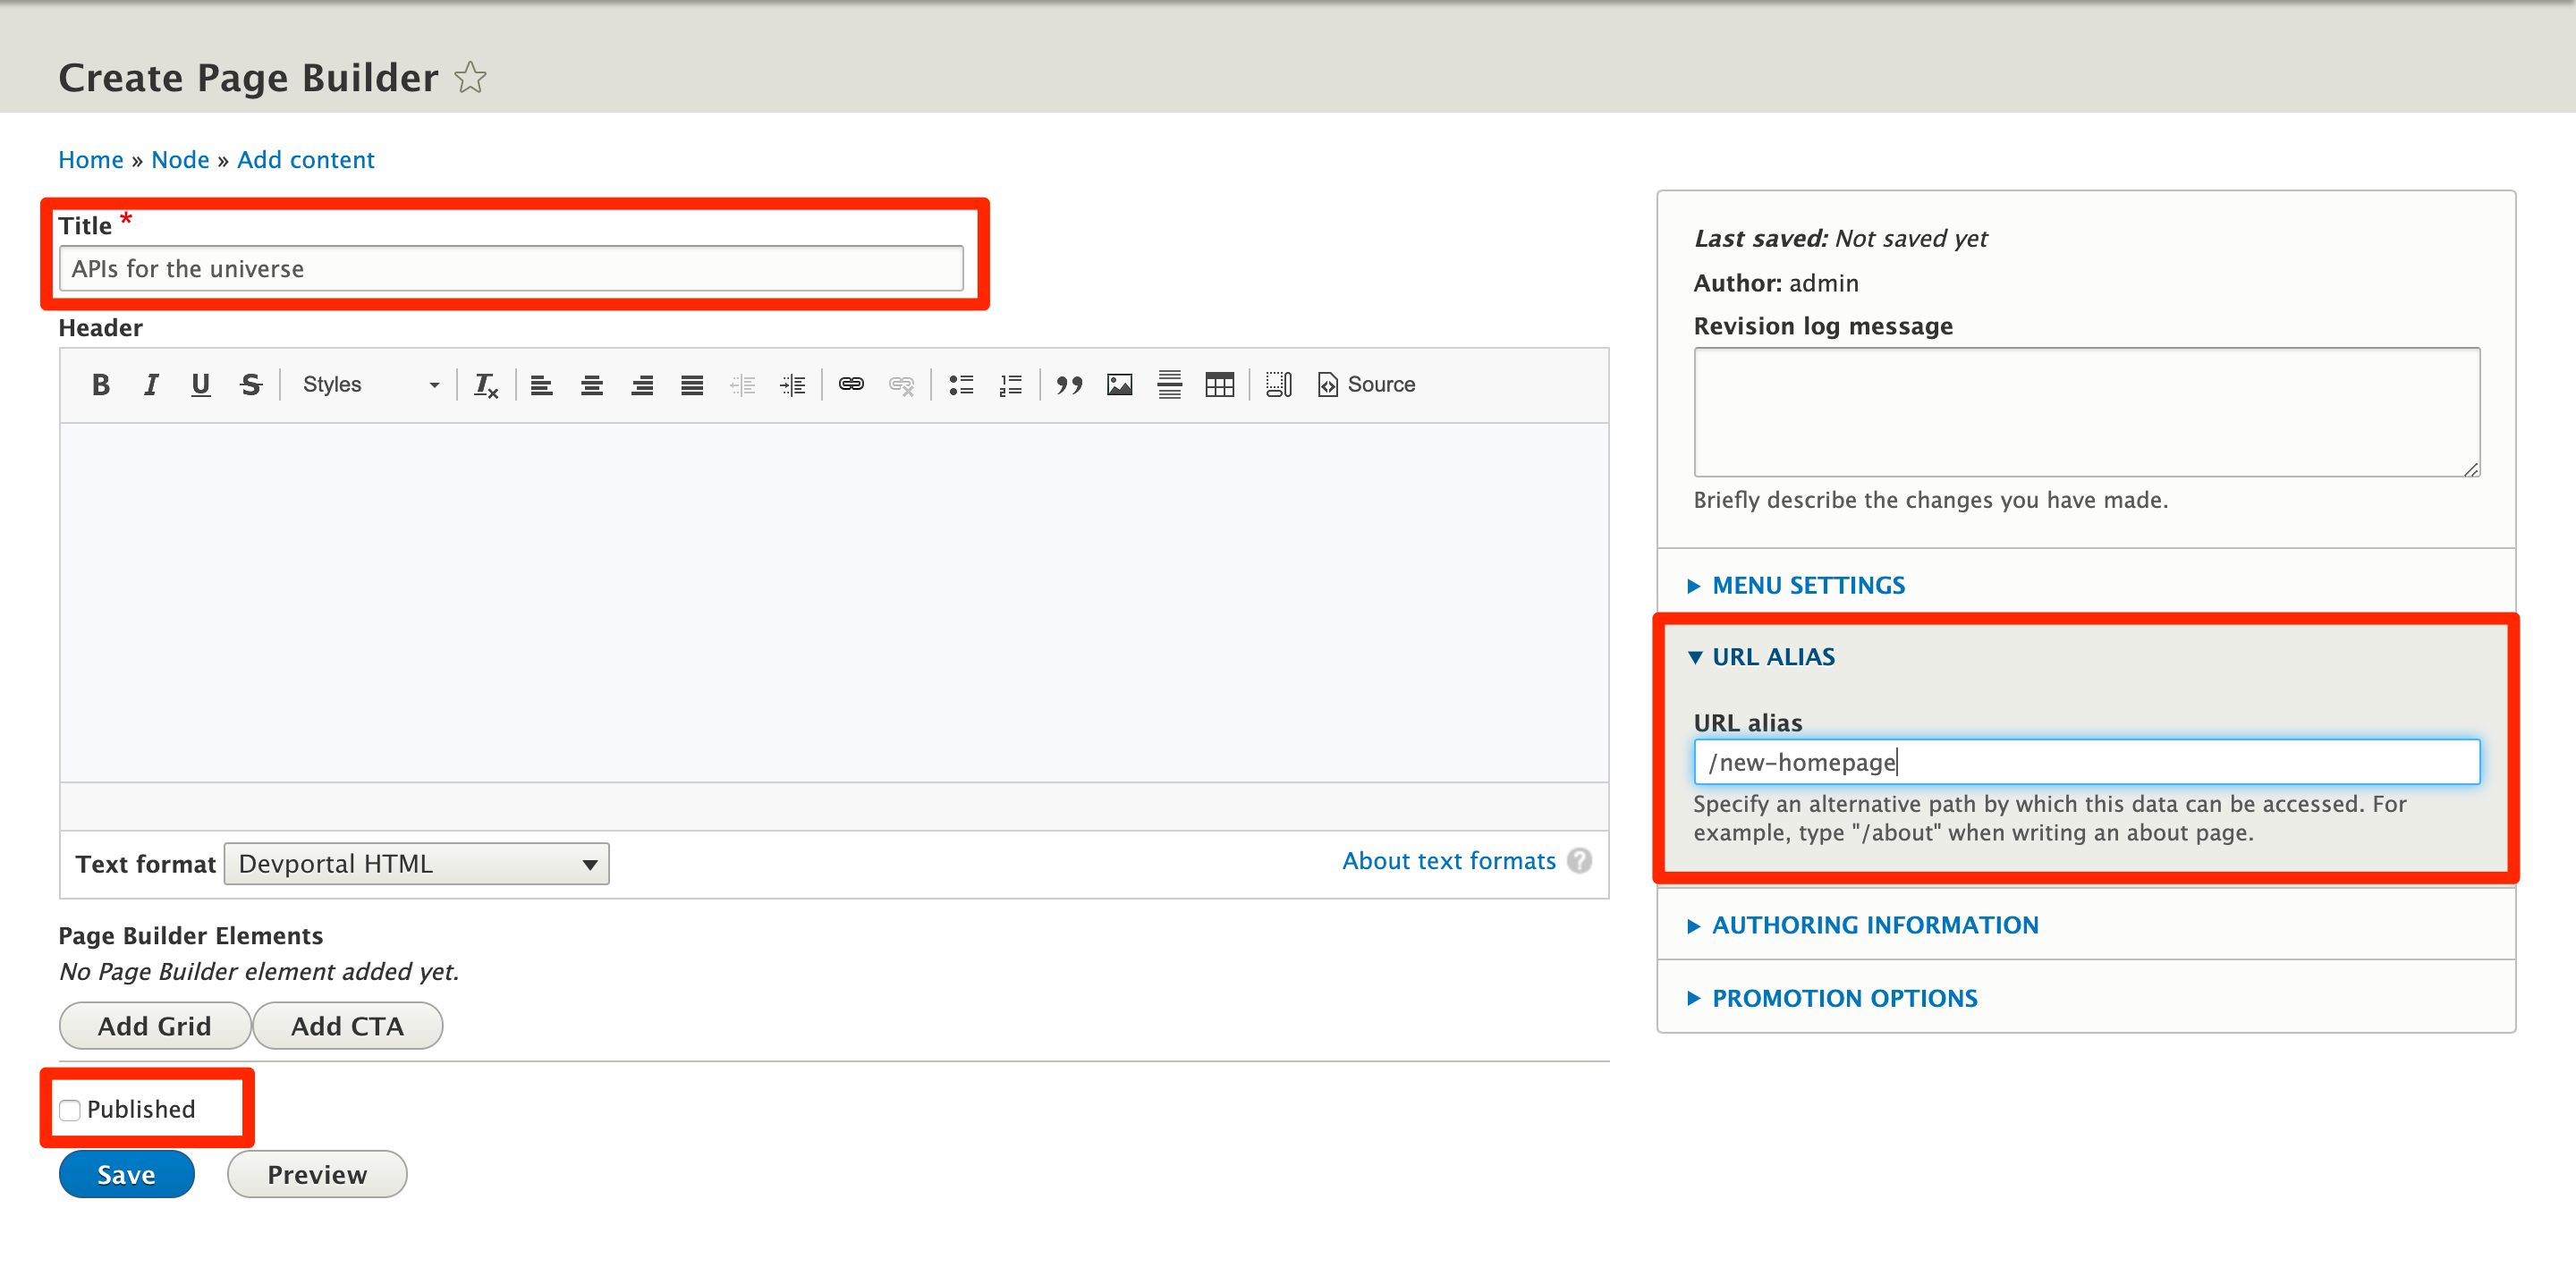 Create Page Builder
Home » Node » Add content
Title *
APIs for the universe
Header
B I U S Styles Source
Text format Devportal HTML About text formats ?
Page Builder Elements
No Page Builder element added yet.
Add Grid Add CTA
Published
Save Preview
Last saved: Not saved yet
Author: admin
Revision log message
Briefly describe the changes you have made.
MENU SETTINGS
URL ALIAS
URL alias
/new-homepage
Specify an alternative path by which this data can be accessed. For
example, type "/about" when writing an about page.
AUTHORING INFORMATION
PROMOTION OPTIONS